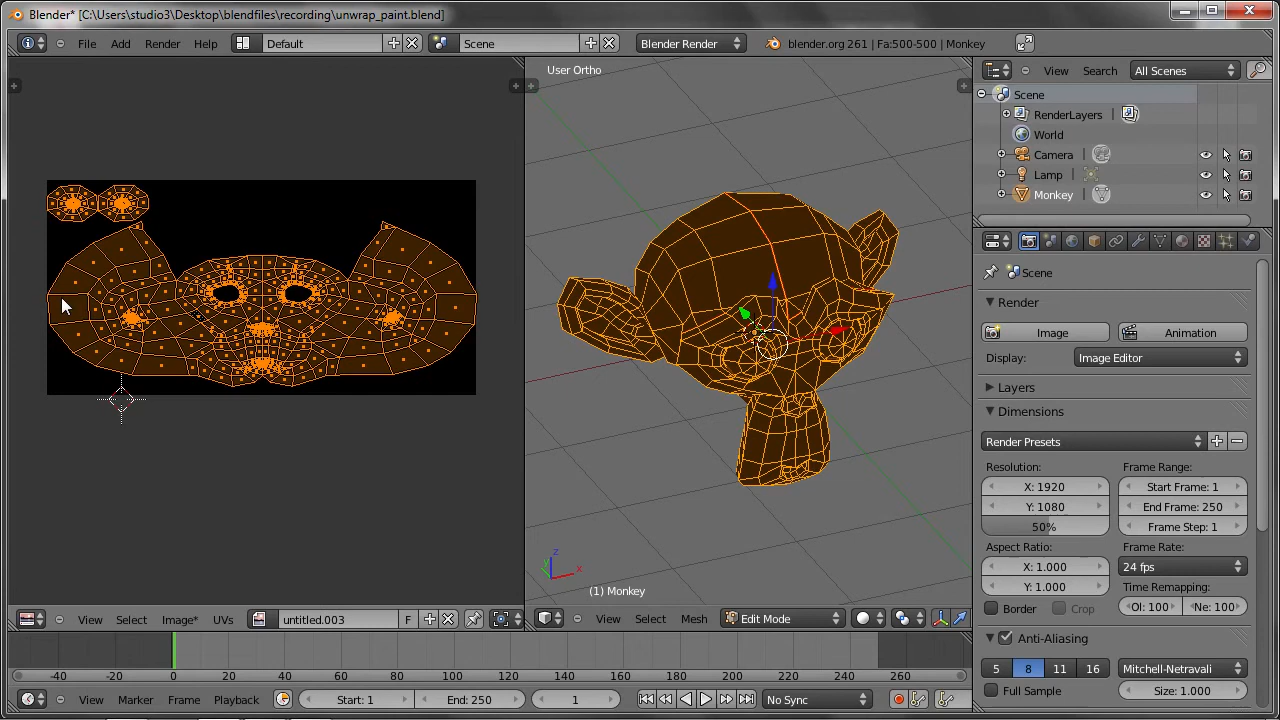 Blender* [C:\Users\studio3\Desktop\blendfiles\recording\unwrap_paint.blend]
File Add Render Help Default Scene Blender Render blender.org 261 | Fa:500-500 | Monkey
User Ortho
View Search All Scenes
Scene
RenderLayers
World
Camera
Lamp
Monkey
Scene
Render
Image Animation
Display: Image Editor
Layers
Dimensions
Render Presets
Resolution: Frame Range:
X: 1920 Start Frame: 1
Y: 1080 End Frame: 250
50% Frame Step: 1
Aspect Ratio: Frame Rate:
X: 1.000 24 fps
Y: 1.000 Time Remapping:
Border Crop Ol: 100 Ne: 100
Anti-Aliasing
5 8 11 16 Mitchell-Netravali
Full Sample Size: 1.000
z
y
x
(1) Monkey
View Select Image* UVs untitled.003 F
View Select Mesh Edit Mode
-40 -20 0 20 40 60 80 100 120 140 160 180 200 220 240 260
View Marker Frame Playback Start: 1 End: 250 1 No Sync